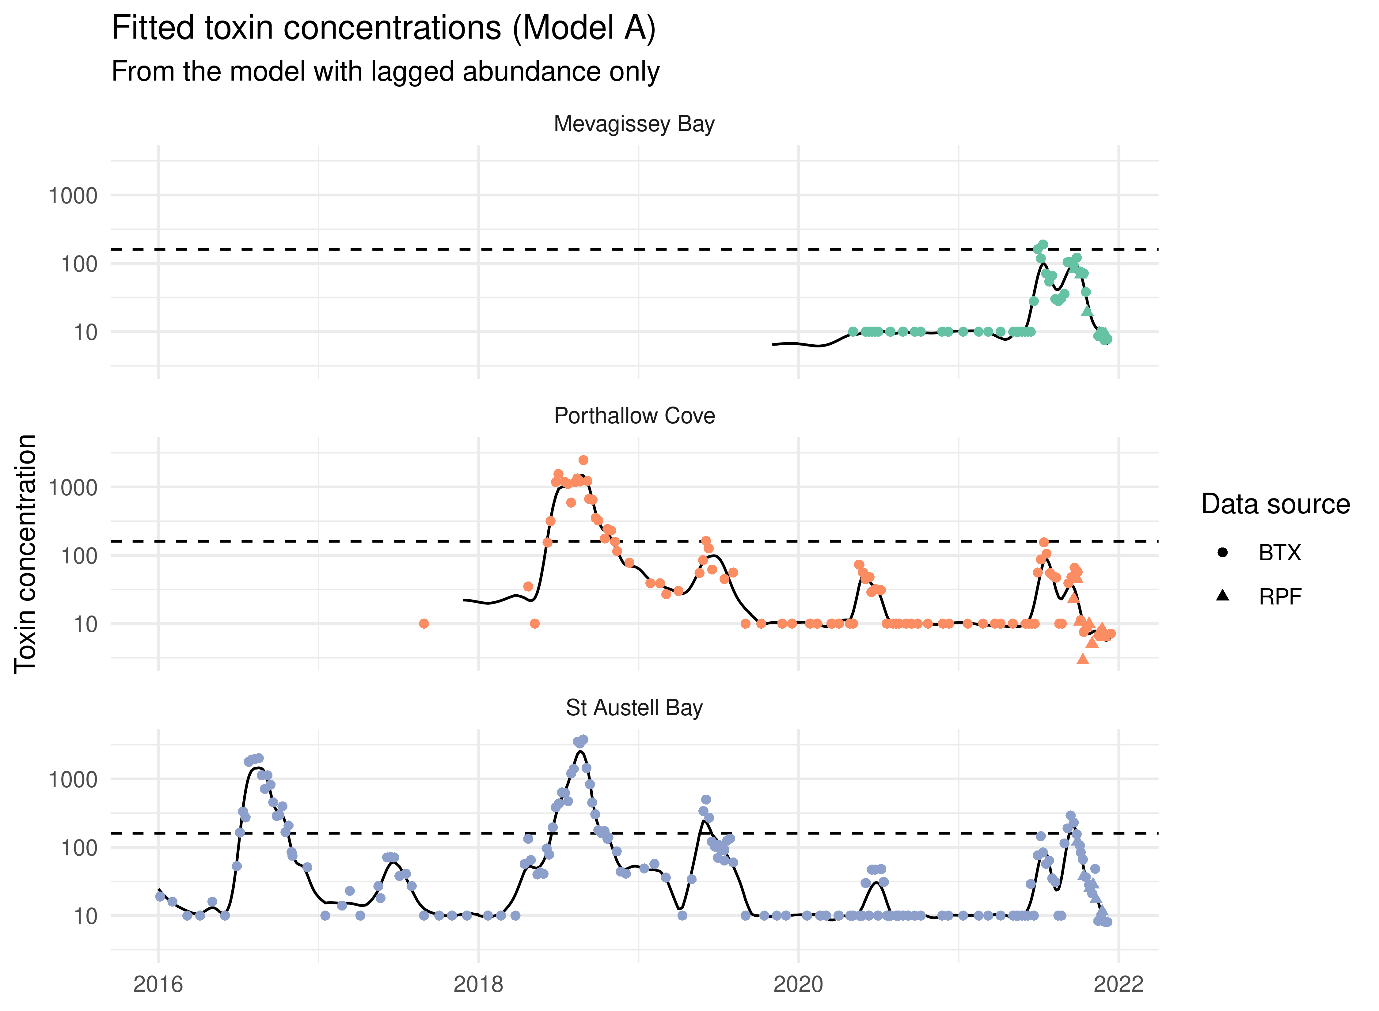 Fitted toxin concentrations (Model A)
From the model with lagged abundance only
Mevagissey Bay
1000
100
10
Porthallow Cove
1000
100
10
St Austell Bay
1000
100
10
2016
2018
2020
2022
Toxin concentration
Data source
BTX
RPF